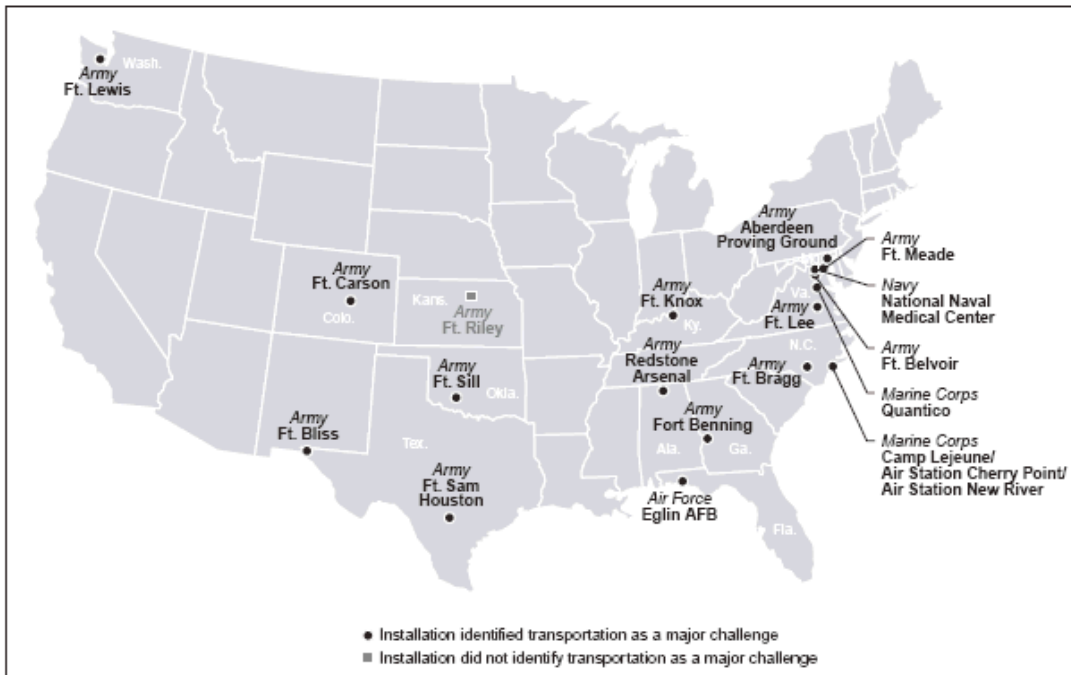 Wash.
Army
Ft. Lewis
Army
Ft. Carson
Colo.
Kans.
Army
Ft. Riley
Army
Ft. Sill
Okla.
Army
Ft. Bliss
Tex.
Army
Ft. Sam
Houston
Army
Ft. Knox
Ky.
Army
Redstone
Arsenal
Army
Fort Benning
Ala.
Ga.
Air Force
Eglin AFB
Fla.
Army
Aberdeen
Proving Ground
Va.
Army
Ft. Lee
N.C.
Army
Ft. Bragg
Army
Ft. Meade
Navy
National Naval
Medical Center
Army
Ft. Belvoir
Marine Corps
Quantico
Marine Corps
Camp Lejeune/
Air Station Cherry Point/
Air Station New River
Installation identified transportation as a major challenge
Installation did not identify transportation as a major challenge